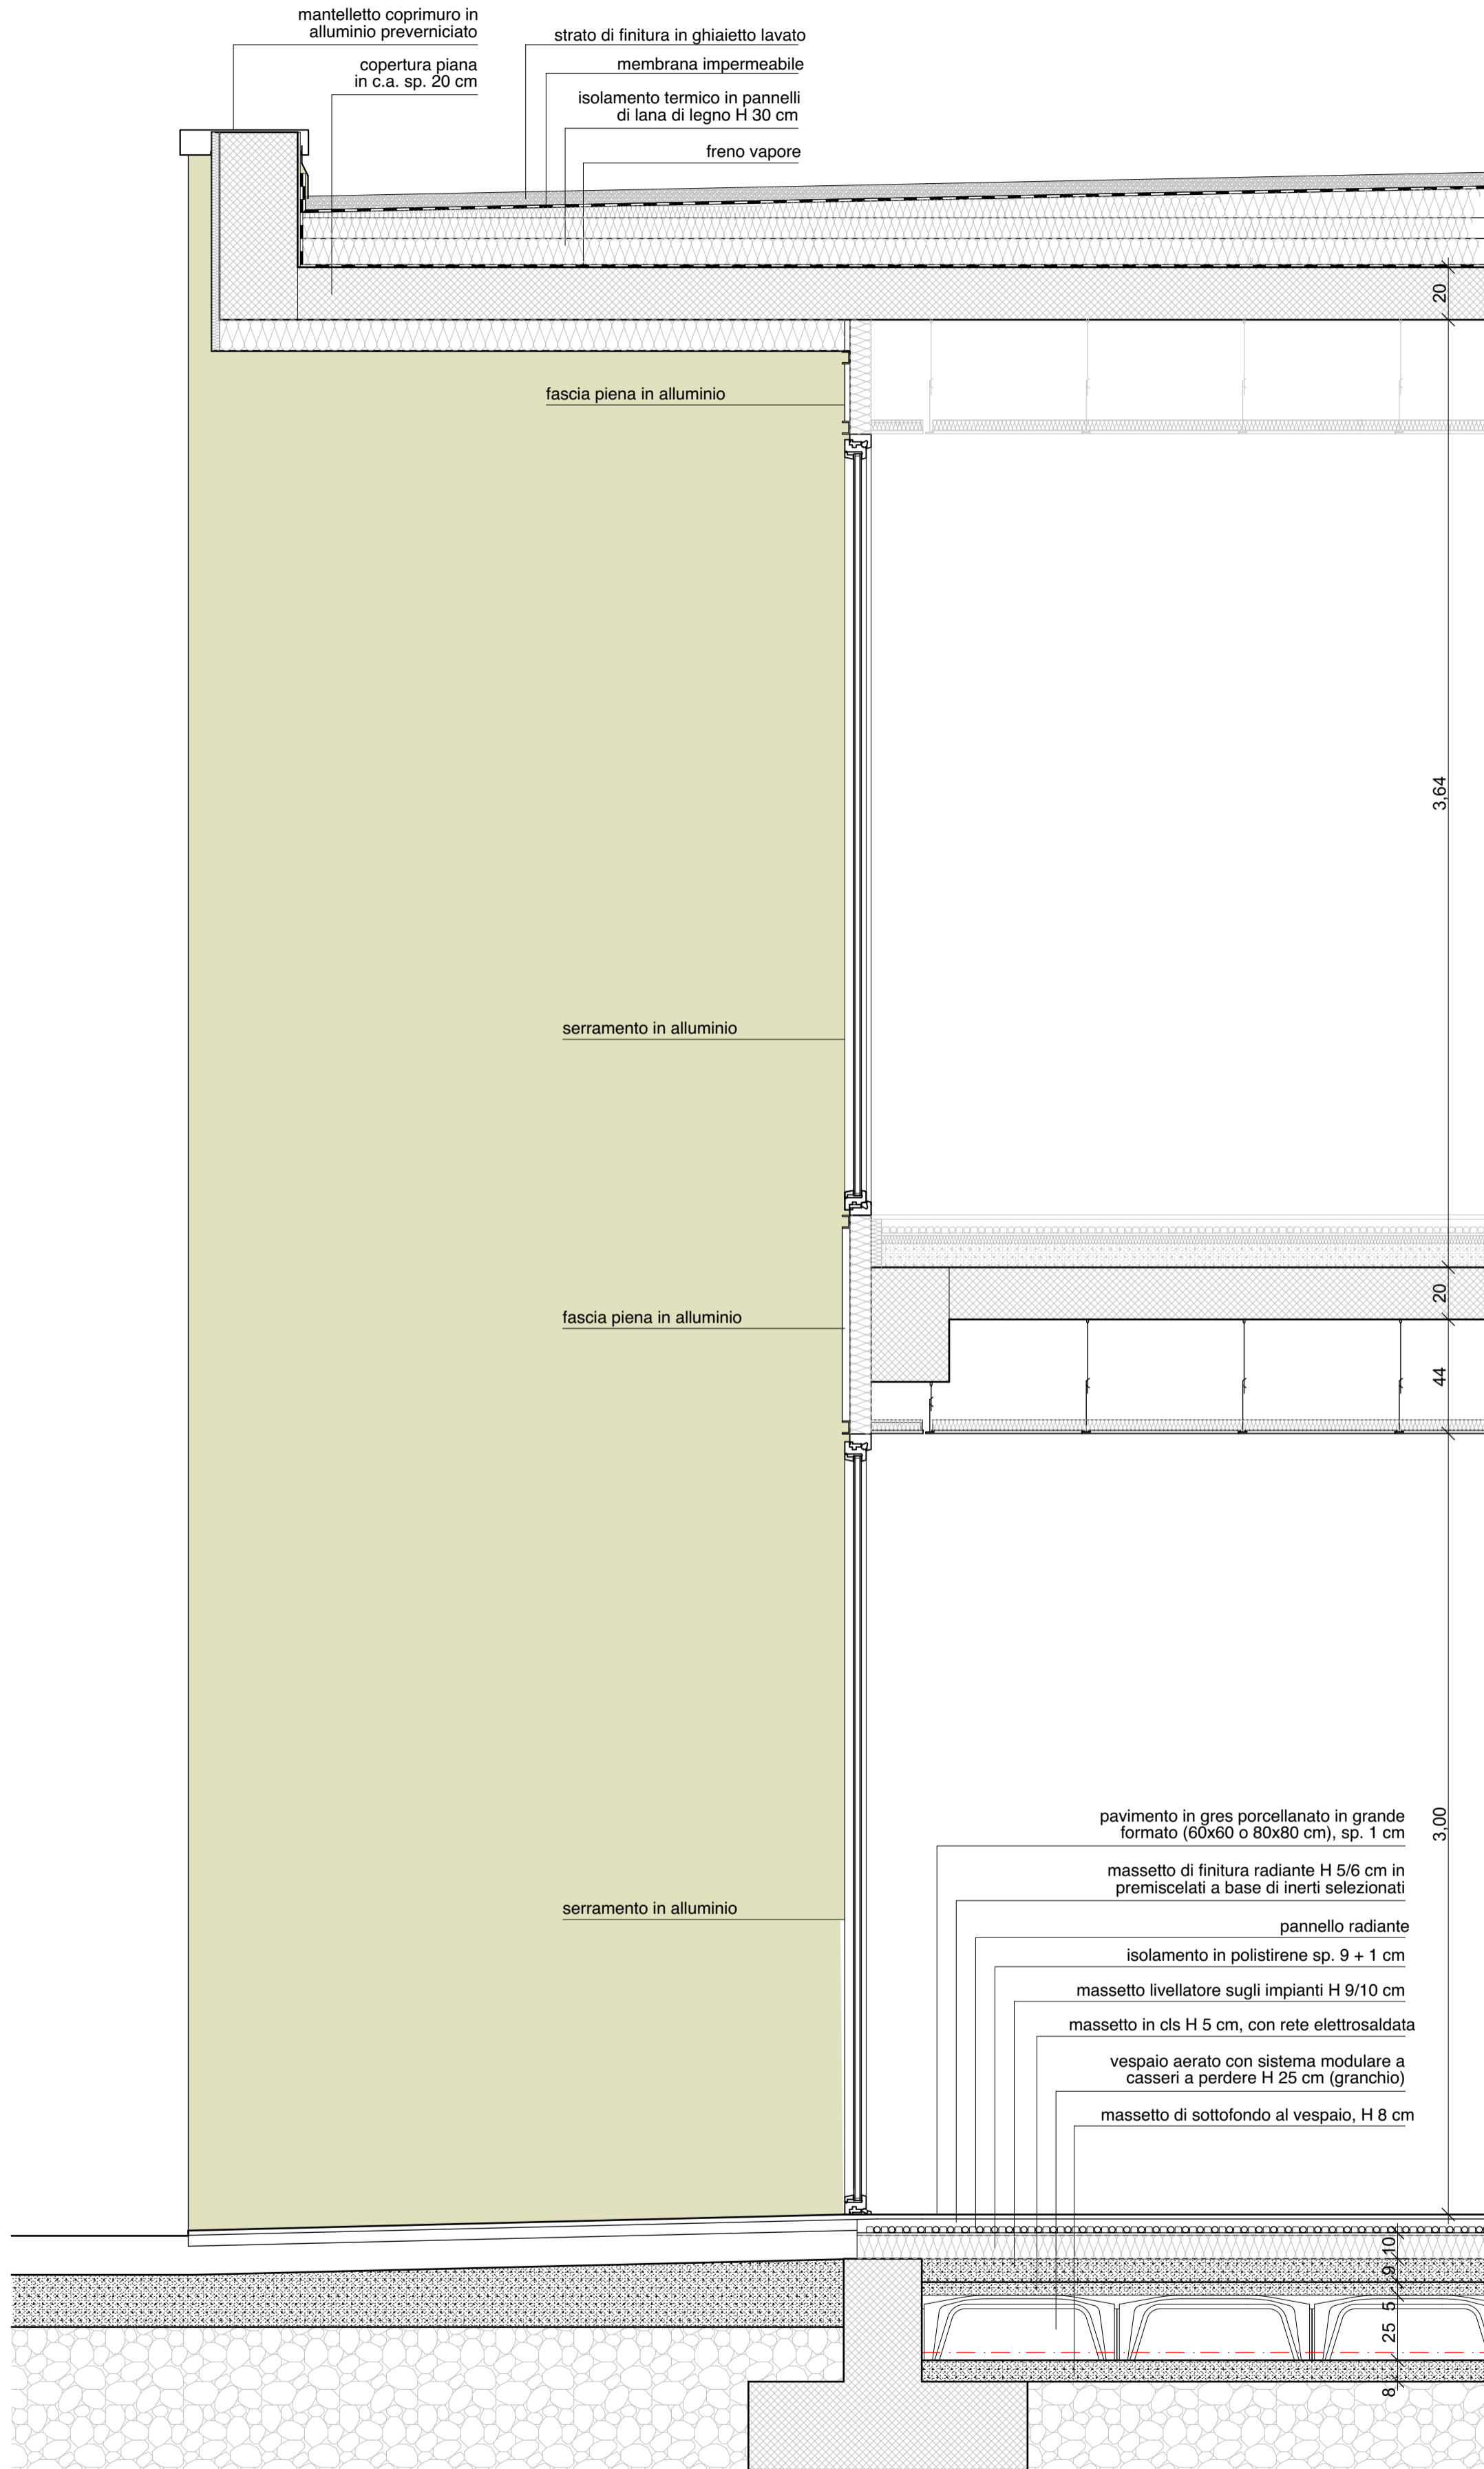 mantelletto coprimuro in
alluminio preverniciato
copertura piana
in c.a. sp. 20 cm
strato di finitura in ghiaietto lavato
membrana impermeabile
isolamento termico in pannelli
di lana di legno H 30 cm
freno vapore
20
fascia piena in alluminio
3,64
serramento in alluminio
20
fascia piena in alluminio
44
3,00
pavimento in gres porcellanato in grande
formato (60x60 o 80x80 cm), sp. 1 cm
massetto di finitura radiante H 5/6 cm in
premiscelati a base di inerti selezionati
serramento in alluminio
pannello radiante
isolamento in polistirene sp. 9 + 1 cm
massetto livellatore sugli impianti H 9/10 cm
massetto in cls H 5 cm, con rete elettrosaldata
vespaio aerato con sistema modulare a
casseri a perdere H 25 cm (granchio)
massetto di sottofondo al vespaio, H 8 cm
10
9
5
25
8